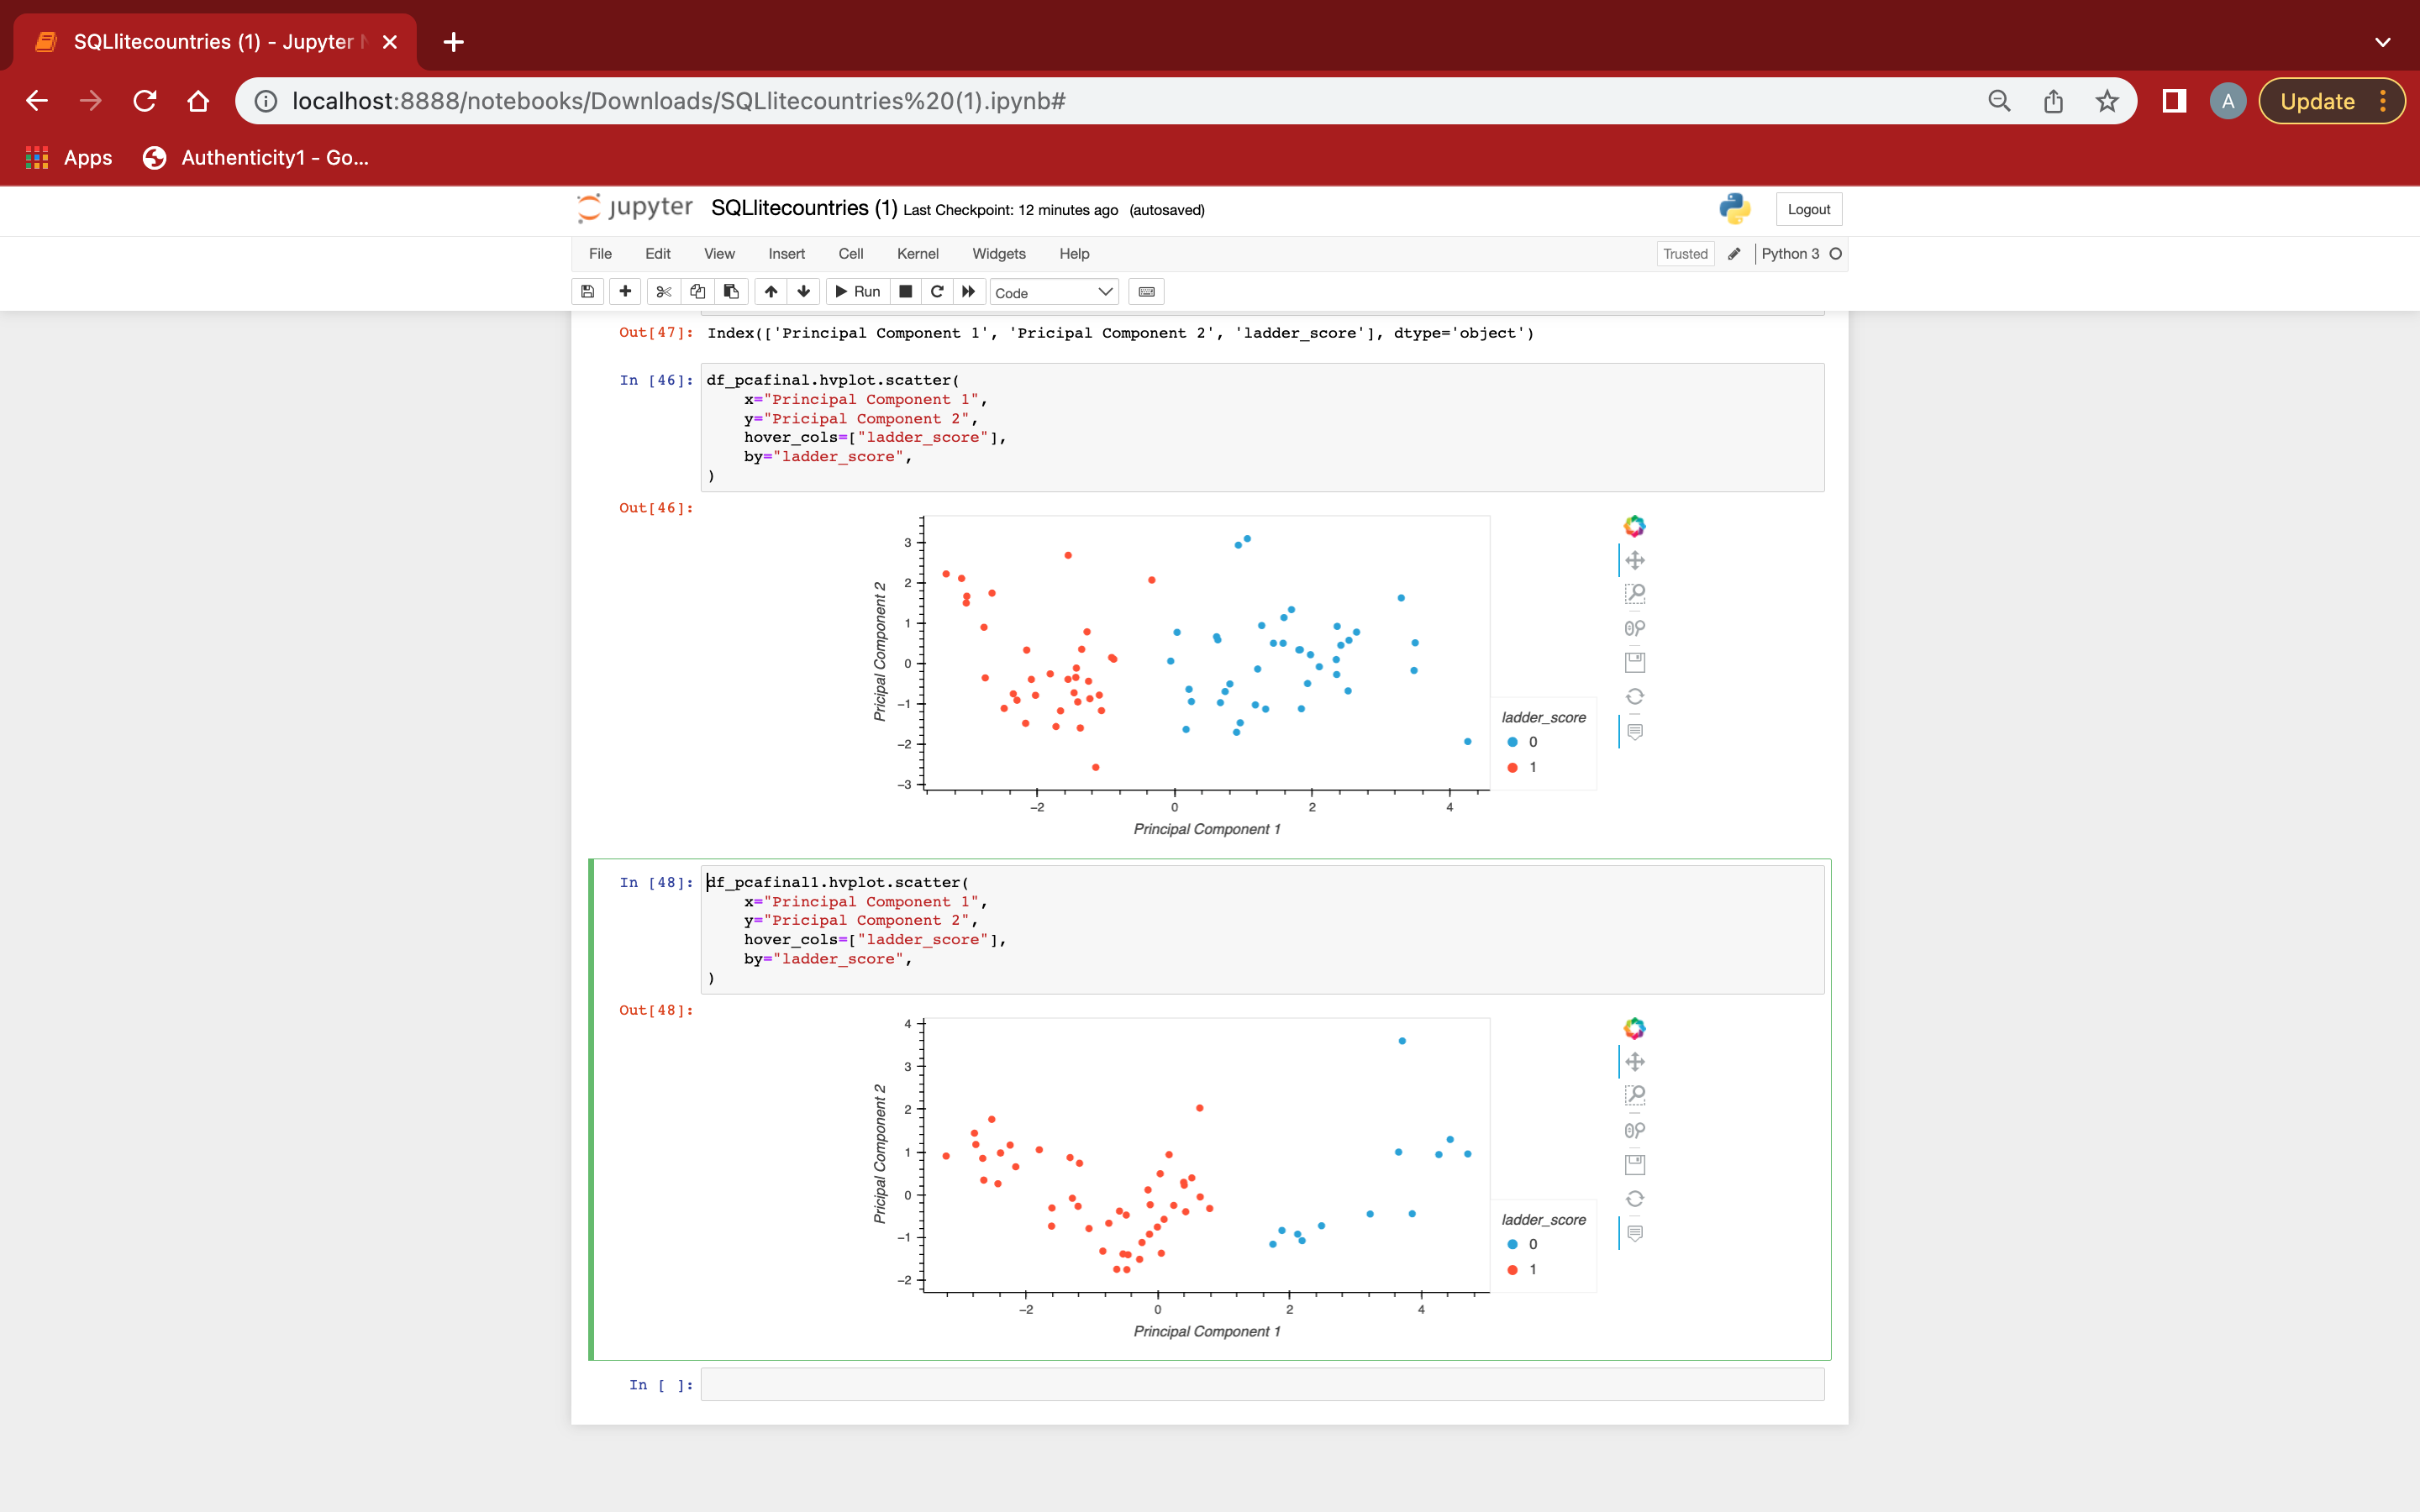 SQLlitecountries (1) - Jupyter N
localhost:8888/notebooks/Downloads/SQLlitecountries%20(1).ipynb#
A
Update
Apps
Authenticity1 - Go...
jupyter SQLlitecountries (1) Last Checkpoint: 12 minutes ago (autosaved)
Logout
File Edit View Insert Cell Kernel Widgets Help
Trusted
Python 3
Run
Code
Out[47]: Index(['Principal Component 1', 'Pricipal Component 2', 'ladder_score'], dtype='object')
In [46]: df_pcafinal.hvplot.scatter(
x="Principal Component 1",
y="Pricipal Component 2",
hover_cols=["ladder_score"],
by="ladder_score",
)
Out[46]:
3
2
1
0
-1
-2
-3
Pricipal Component 2
-2 0 2 4
Principal Component 1
ladder_score
0
1
In [48]: df_pcafinal1.hvplot.scatter(
x="Principal Component 1",
y="Pricipal Component 2",
hover_cols=["ladder_score"],
by="ladder_score",
)
Out[48]:
4
3
2
1
0
-1
-2
Pricipal Component 2
-2 0 2 4
Principal Component 1
ladder_score
0
1
In [ ]: